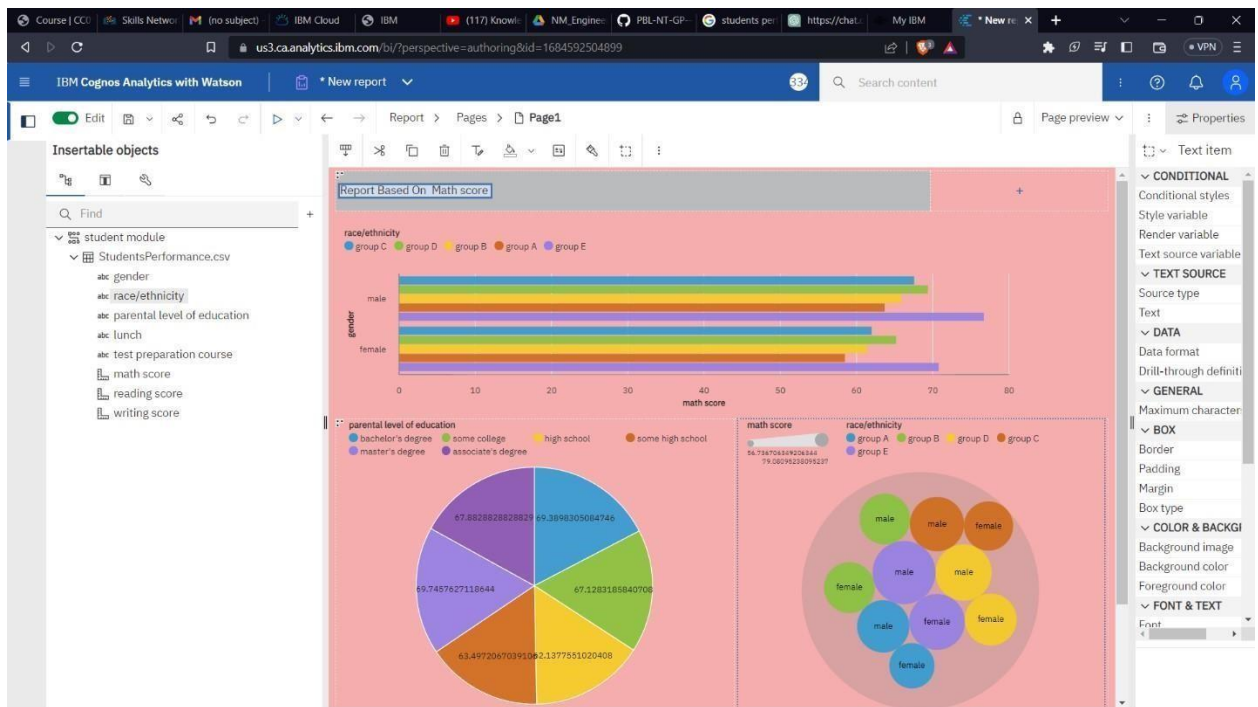 Course | CC0
Skills Networ
(no subject)
IBM Cloud
IBM
(117) Knowle
NM_Enginee
PBL-NT-GP-
students per
https://chat.
My IBM
* New re
us3.ca.analytics.ibm.com/bi/?perspective=authoring&id=1684592504899
VPN
IBM Cognos Analytics with Watson
* New report
334
Search content
Edit
Report > Pages > Page1
Page preview
Properties
Insertable objects
Find
student module
StudentsPerformance.csv
abc gender
abc race/ethnicity
abc parental level of education
abc lunch
abc test preparation course
math score
reading score
writing score
Report Based On Math score
race/ethnicity
group C group D group B group A group E
gender
male
female
0 10 20 30 40 50 60 70 80
math score
parental level of education
bachelor's degree some college high school some high school
master's degree associate's degree
67.8828828828829
69.3898305084746
69.7457627118644
67.1283185840708
62.1377551020408
math score
79.08095238095237
race/ethnicity
group A group B group D group C
group E
male
male
female
male
male
female
male
female
female
female
Text item
CONDITIONAL
Conditional styles
Style variable
Render variable
Text source variable
TEXT SOURCE
Source type
Text
DATA
Data format
Drill-through definiti
GENERAL
Maximum character
BOX
Border
Padding
Margin
Box type
COLOR & BACKGI
Background image
Background color
Foreground color
FONT & TEXT
Font